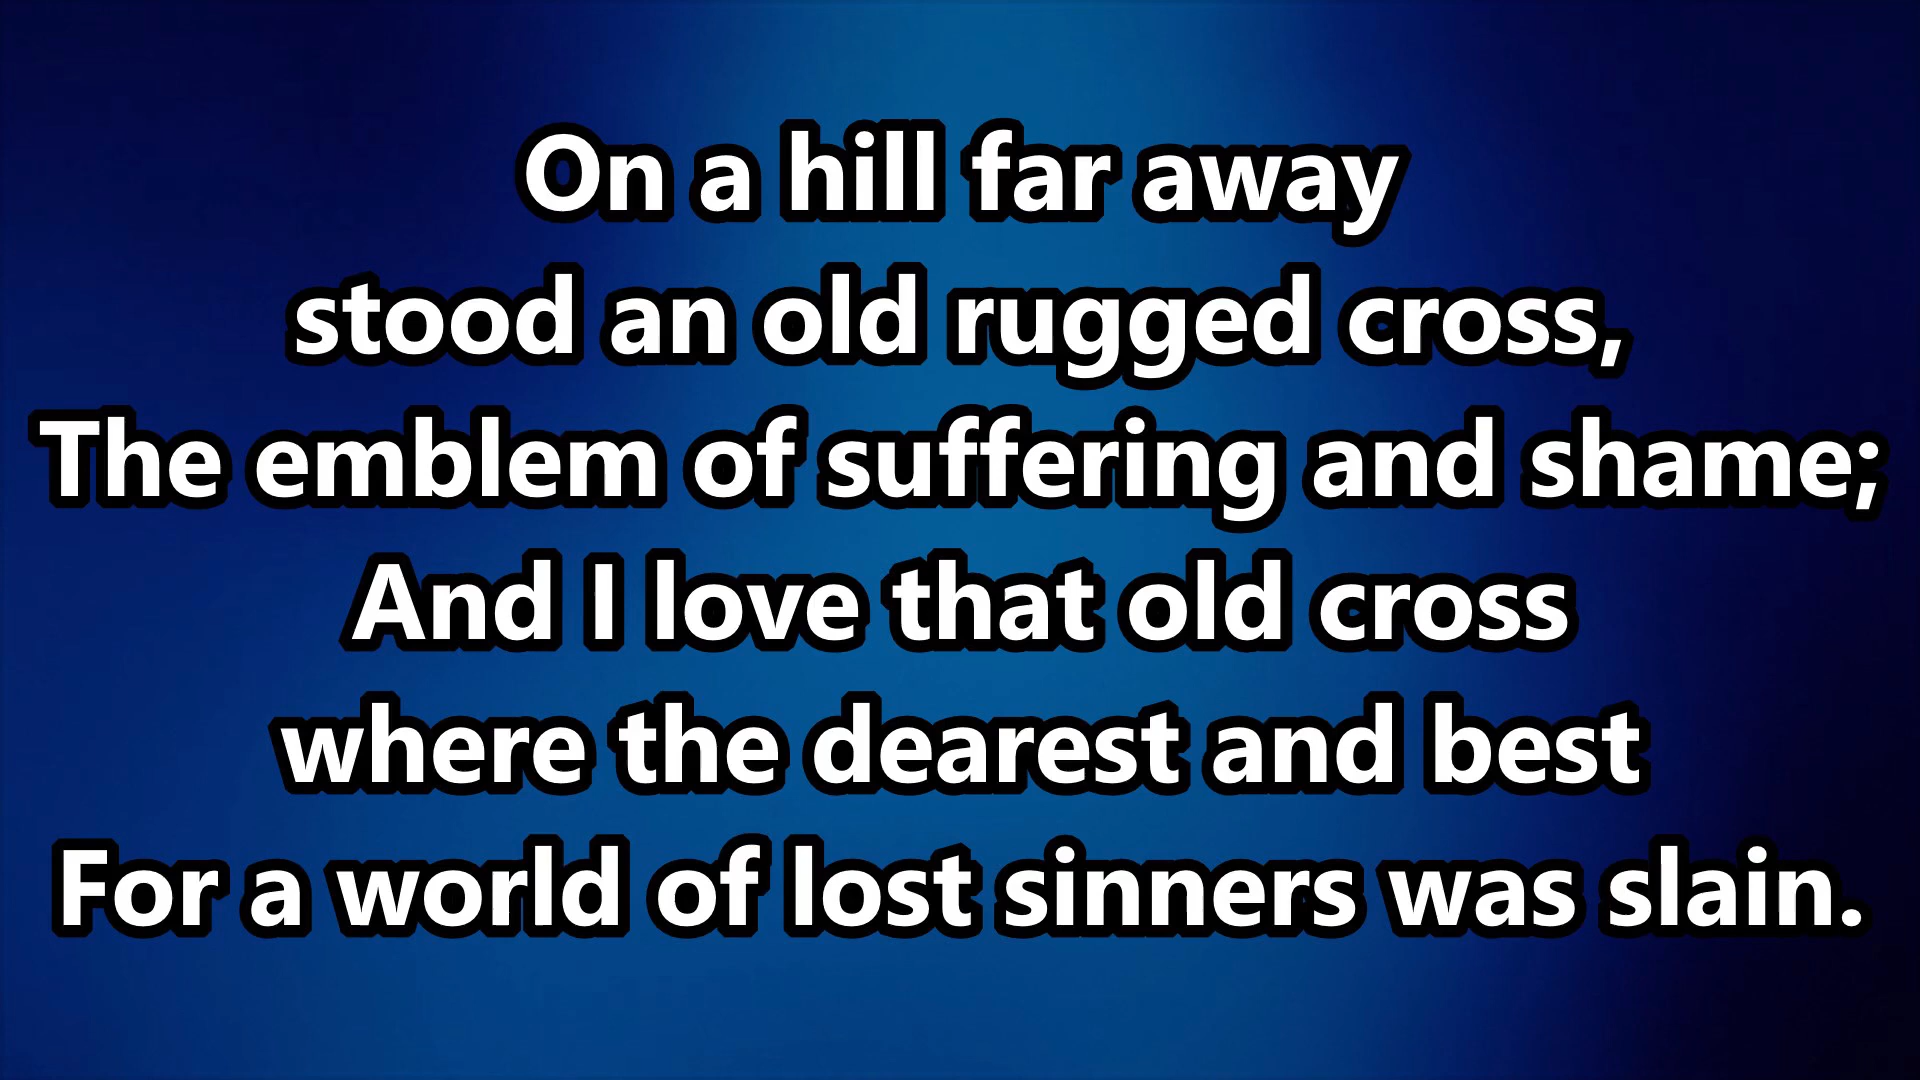 On a hill far away
stood an old rugged cross,
The emblem of suffering and shame;
And I love that old cross
where the dearest and best
For a world of lost sinners was slain.